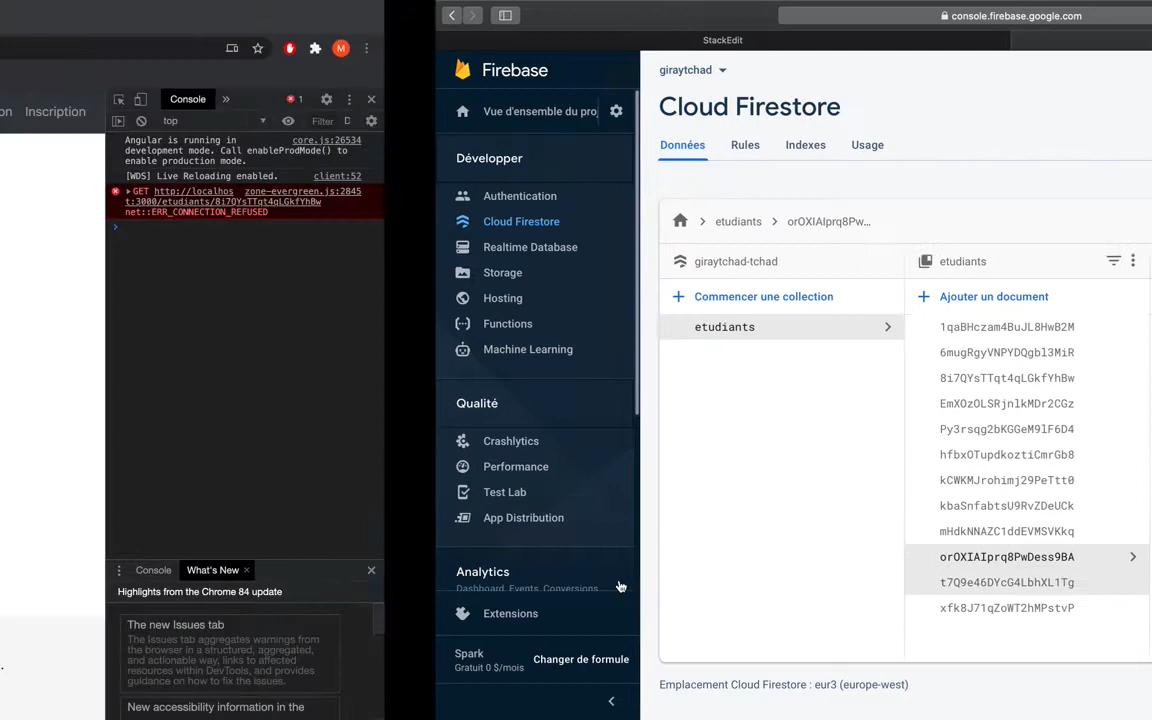 on Inscription
Console
1
top
Filter
D
Angular is running in core.js:26534
development mode. Call enableProdMode() to
enable production mode.
[WDS] Live Reloading enabled. client:52
GET http://localhos zone-evergreen.js:2845
t:3000/etudiants/8i7QYsTTqt4qLGkfYhBw
net::ERR_CONNECTION_REFUSED
Console What's New
Highlights from the Chrome 84 update
The new Issues tab
The Issues tab aggregates warnings
from the browser in a structured, aggregated,
and actionable way, links to affected
resources within DevTools, and provides
guidance on how to fix the issues.
New accessibility information in the
M
console.firebase.google.com
StackEdit
Firebase
Vue d'ensemble du pro
Développer
Authentication
Cloud Firestore
Realtime Database
Storage
Hosting
Functions
Machine Learning
Qualité
Crashlytics
Performance
Test Lab
App Distribution
Analytics
Dashboard, Events, Conversions
Extensions
Spark
Gratuit 0 $/mois
Changer de formule
giraytchad
Cloud Firestore
Données Rules Indexes Usage
etudiants orOXIAIprq8Pw…
giraytchad-tchad
Commencer une collection
etudiants
etudiants
Ajouter un document
1qaBHczam4BuJL8HwB2M
6mugRgyVNPYDQgbl3MiR
8i7QYsTTqt4qLGkfYhBw
EmXOzOLSRjnlkMDr2CGz
Py3rsqg2bKGGeM9lF6D4
hfbxOTupdkoztiCmrGb8
kCWKMJrohimj29PeTtt0
kbaSnfabtsU9RvZDeUCk
mHdkNNAZC1ddEVMSVKkq
orOXIAIprq8PwDess9BA
t7Q9e46DYcG4LbhXL1Tg
xfk8J71qZoWT2hMPstvP
Emplacement Cloud Firestore : eur3 (europe-west)